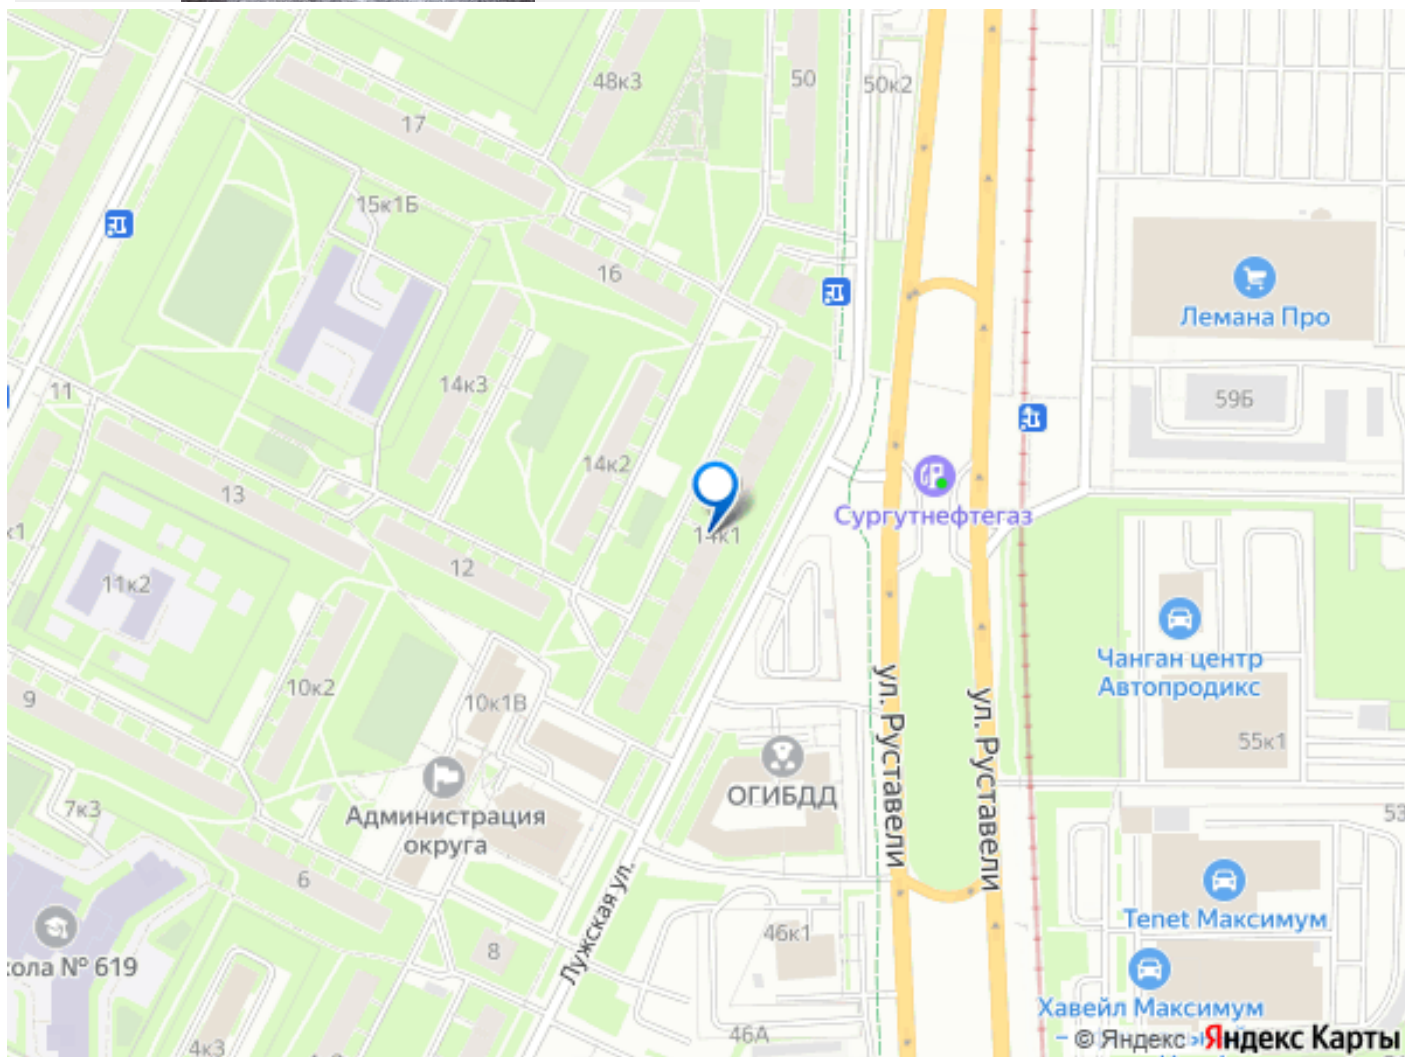 48к3
50
50к2
17
15к1Б
16
Лемана Про
14к3
11
59Б
14к2
13
Сургутнефтегаз
14к1
12
11к2
Чанган центр
Автопродикс
ул. Руставели
ул. Руставели
10к2
9
10к1В
55к1
ОГИБДД
7к3
Администрация
округа
53
6
Лужская ул.
Tenet Максимум
46к1
8
кола № 619
Хавейл Максимум
46А
4к3
© Яндекс
Яндекс Карты